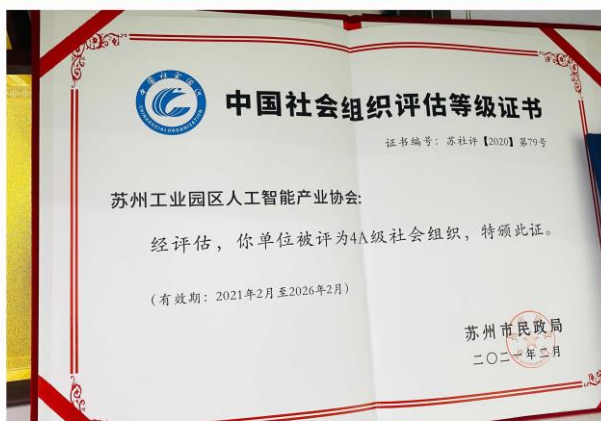 中国社会组织评估等级证书
证书编号：苏社评【2020】第79号
苏州工业园区人工智能产业协会:
经评估，你单位被评为4A级社会组织，特颁此证。
(有效期：2021年2月至2026年2月)
苏州市民政局
二〇二一年二月